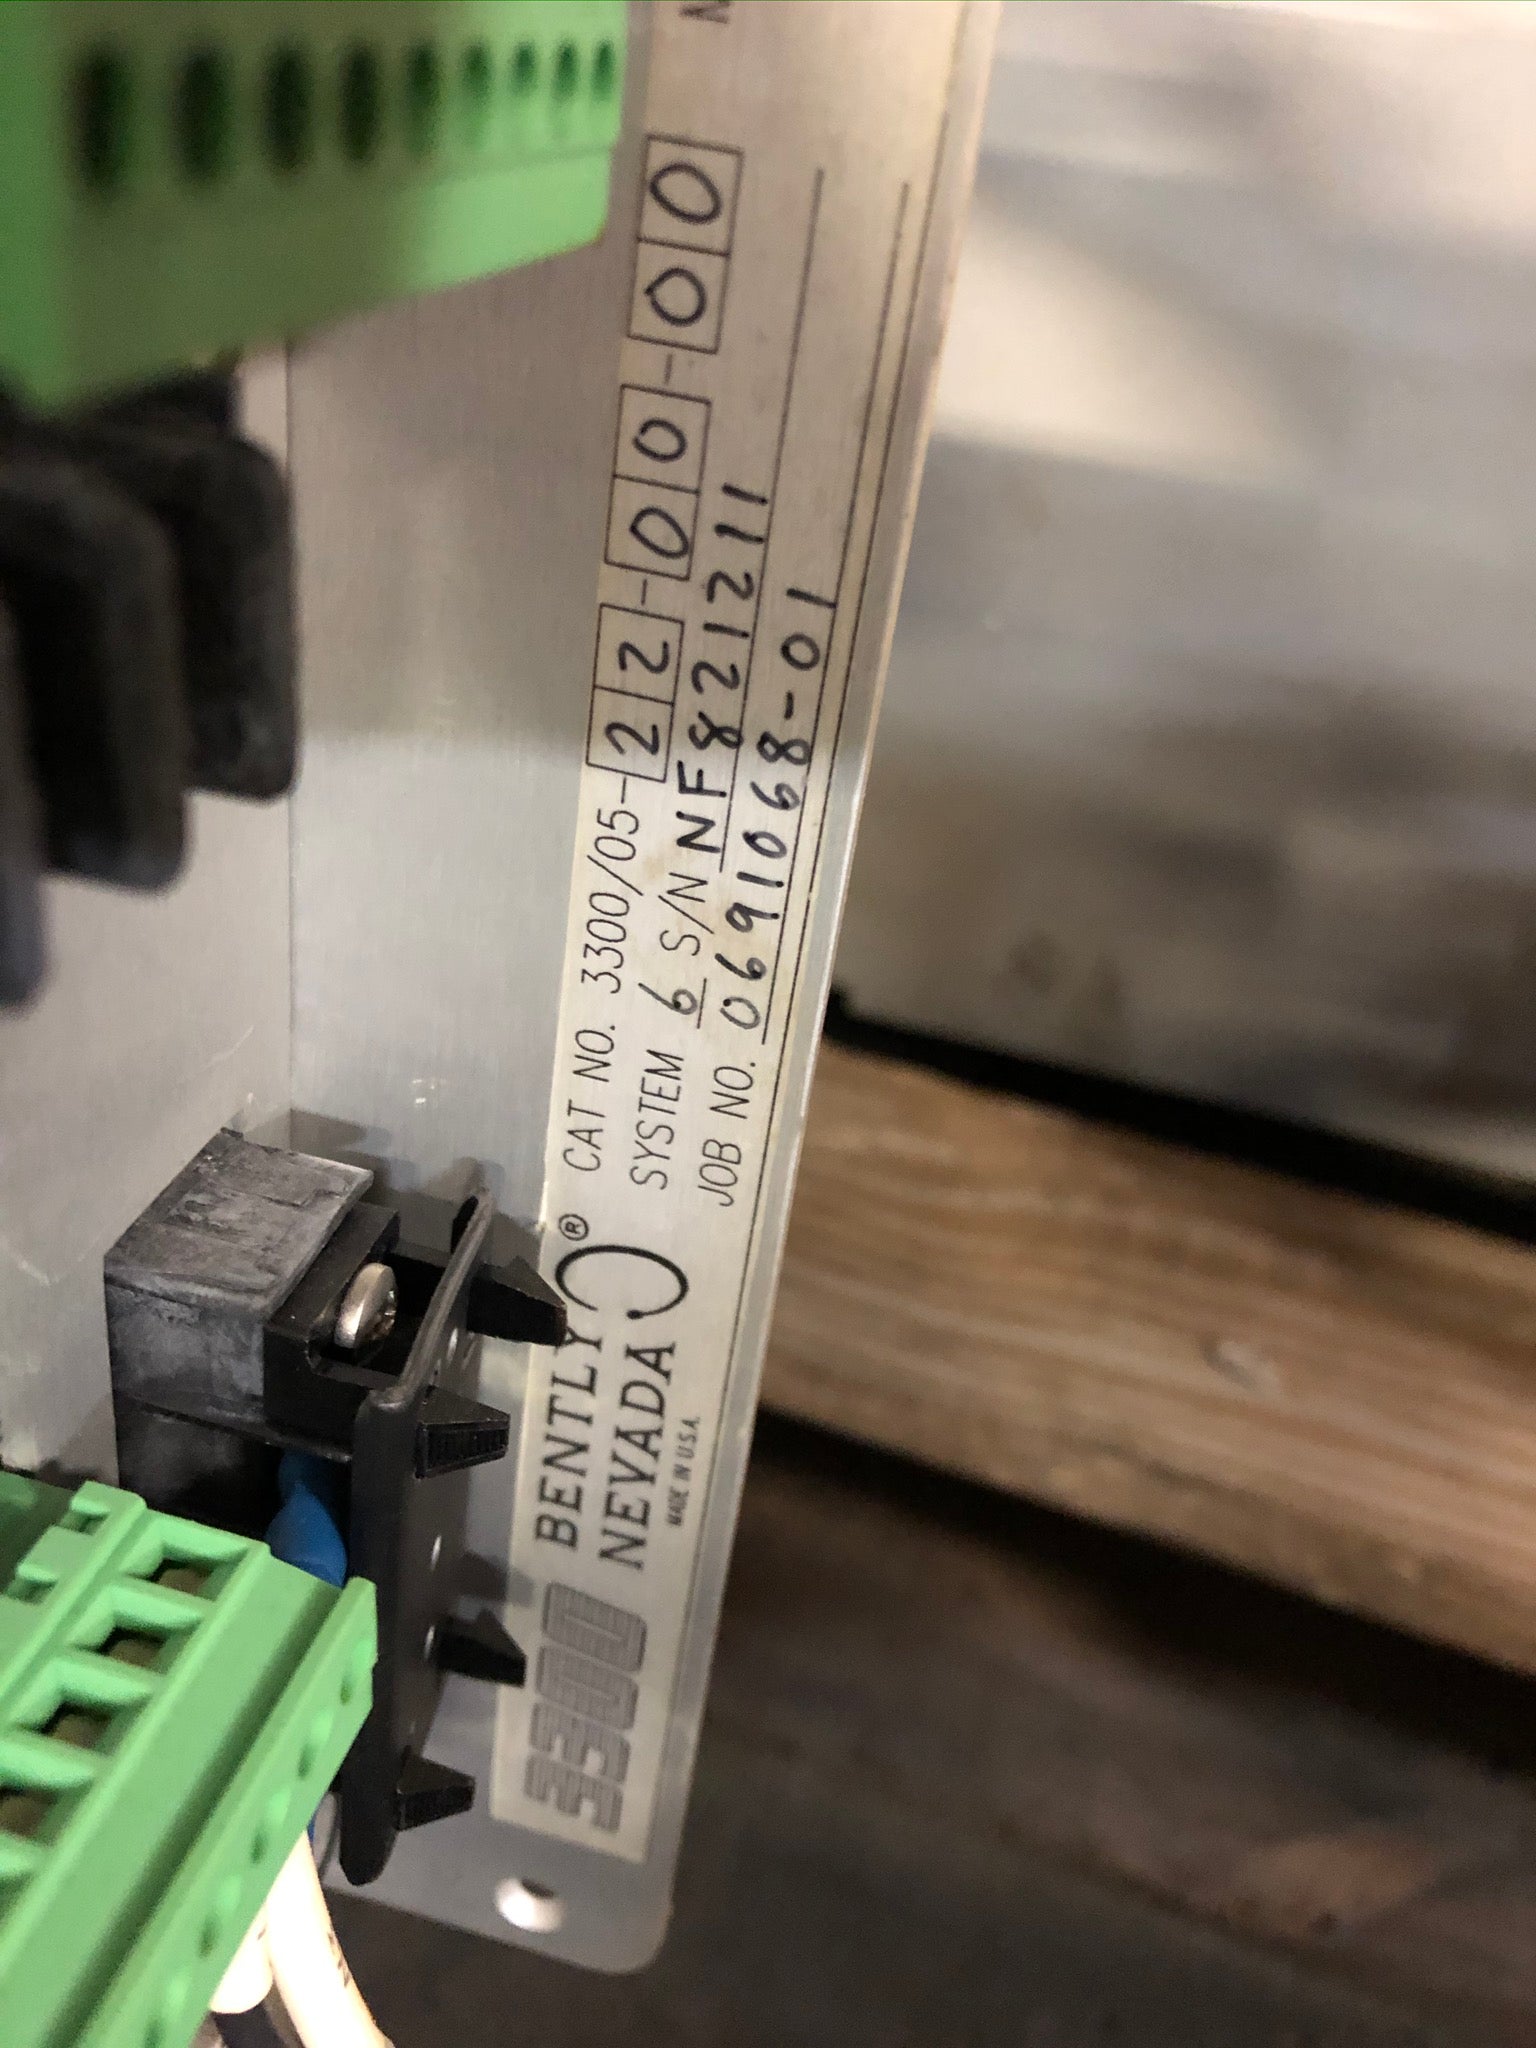 3300 BENTLY NEVADA ®
MADE IN U.S.A.
CAT NO. 3300/05-22-00-00
SYSTEM 6 S/N NF821211
JOB NO. 0691068-01